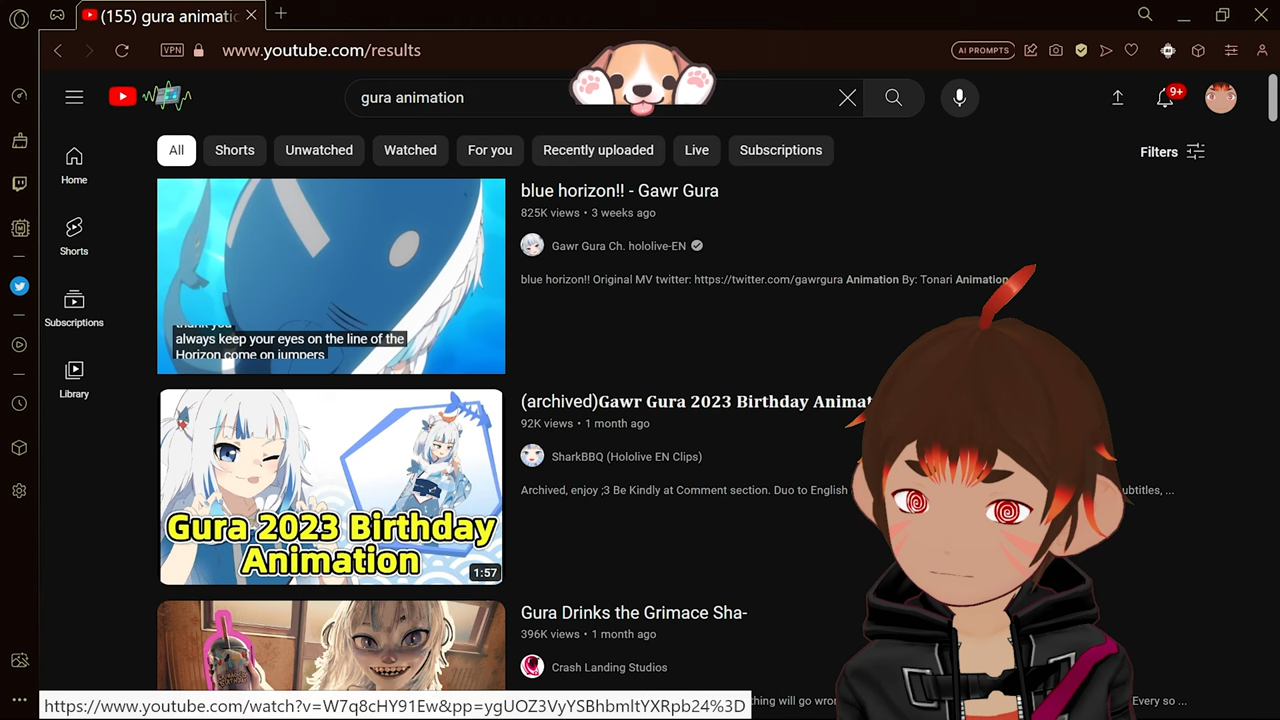 (155) gura animatic
VPN
www.youtube.com/results
AI PROMPTS
gura animation
9+
All
Shorts
Unwatched
Watched
For you
Recently uploaded
Live
Subscriptions
Filters
Home
Shorts
Subscriptions
Library
blue horizon!! - Gawr Gura
825K views • 3 weeks ago
Gawr Gura Ch. hololive-EN
blue horizon!! Original MV twitter: https://twitter.com/gawrgura Animation By: Tonari Animation
thank you
always keep your eyes on the line of the
Horizon come on jumpers
(archived)Gawr Gura 2023 Birthday Animat
92K views • 1 month ago
SharkBBQ (Hololive EN Clips)
Archived, enjoy ;3 Be Kindly at Comment section. Duo to English
ubtitles, ...
Gura 2023 Birthday
Animation
1:57
Gura Drinks the Grimace Sha-
396K views • 1 month ago
Crash Landing Studios
thing will go wron
Every so ...
https://www.youtube.com/watch?v=W7q8cHY91Ew&pp=ygUOZ3VyYSBhbmltYXRpb24%3D